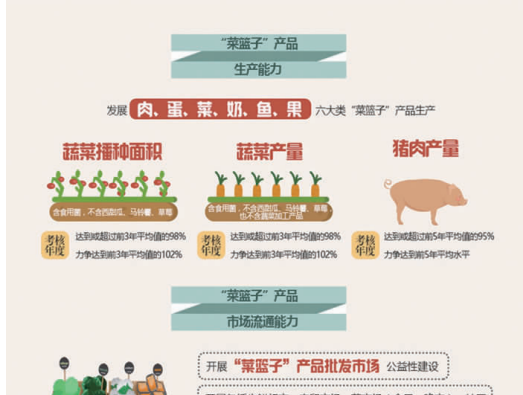 “菜篮子”产品
生产能力
发展 肉、蛋、菜、奶、鱼、果 六大类“菜篮子”产品生产
蔬菜播种面积
蔬菜产量
猪肉产量
含食用菌，不含西甜瓜、马铃薯、草莓
含食用菌，不含西甜瓜、马铃薯、草莓
也不含蔬菜加工产品
考核年度
达到或超过前3年平均值的98%
力争达到前3年平均值的102%
考核年度
达到或超过前3年平均值的98%
力争达到前3年平均值的102%
考核年度
达到或超过前5年平均值的95%
力争达到前5年平均水平
“菜篮子”产品
市场流通能力
开展“菜篮子”产品批发市场 公益性建设